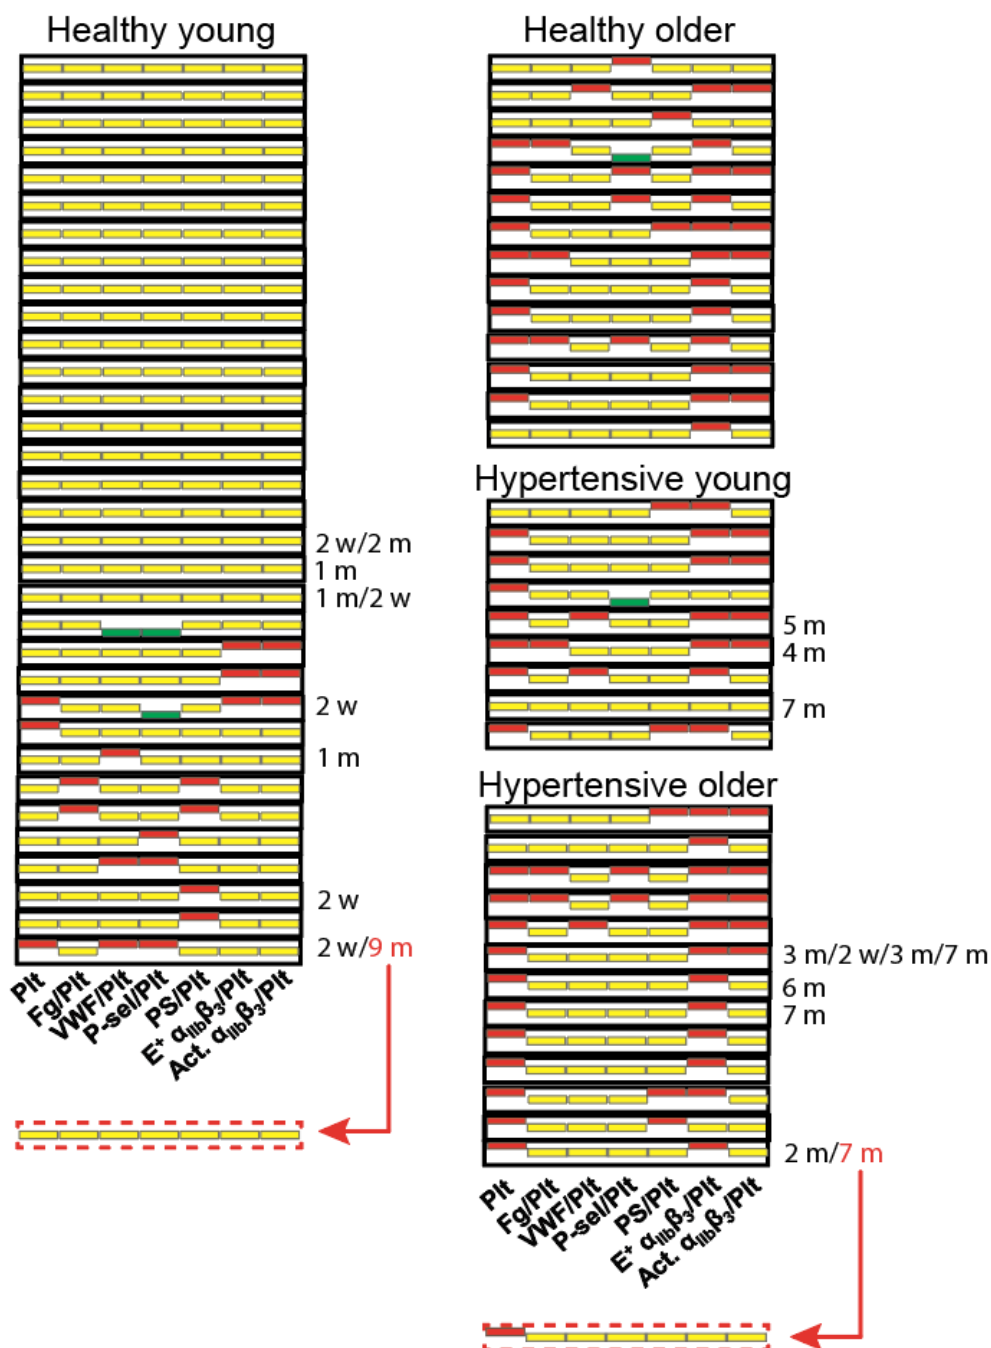 Healthy young
2 w/2 m
1 m
1 m/2 w
2 w
1 m
2 w
2 w/9 m
Plt
Fg/Plt
VWF/Plt
P-sel/Plt
PS/Plt
E⁺ αIIbβ₃/Plt
Act. αIIbβ₃/Plt
Healthy older
Hypertensive young
5 m
4 m
7 m
Hypertensive older
3 m/2 w/3 m/7 m
6 m
7 m
2 m/7 m
Plt
Fg/Plt
VWF/Plt
P-sel/Plt
PS/Plt
E⁺ αIIbβ₃/Plt
Act. αIIbβ₃/Plt